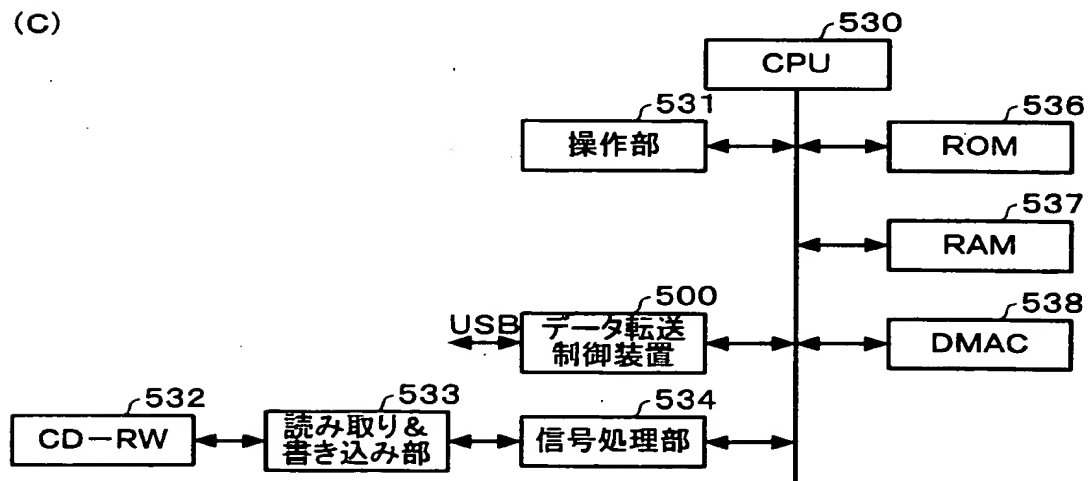 (C)
530
CPU
531
操作部
536
ROM
537
RAM
500
USB
データ転送
制御装置
538
DMAC
532
CD-RW
533
読み取り&
書き込み部
534
信号処理部